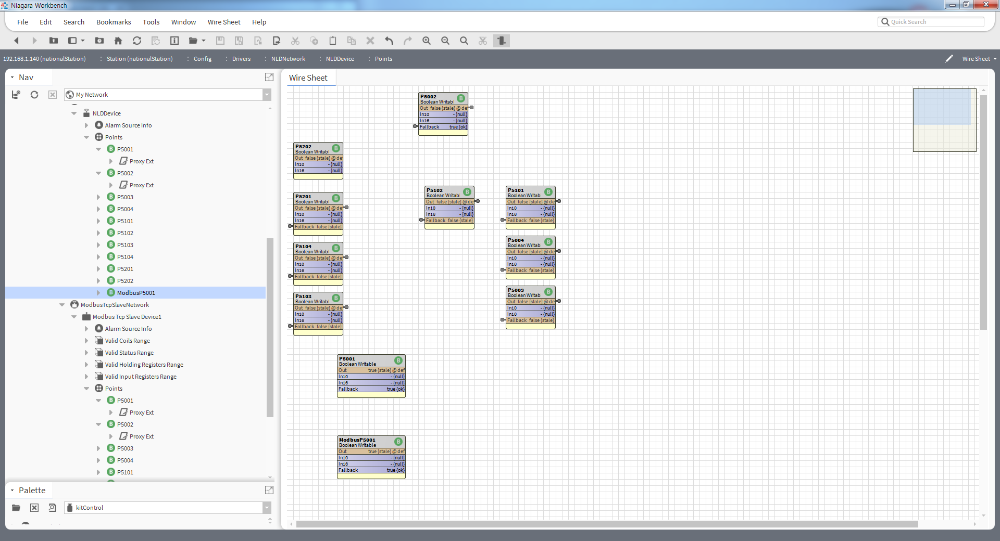 Niagara Workbench
File Edit Search Bookmarks Tools Window Wire Sheet Help
Quick Search
192.168.1.140 (nationalStation) : Station (nationalStation) : Config : Drivers : NLDNetwork : NLDDevice : Points
Wire Sheet
Nav
My Network
NLDDevice
Alarm Source Info
Points
P5001
Proxy Ext
P5002
Proxy Ext
P5003
P5004
P5101
P5102
P5103
P5104
P5201
P5202
ModbusP5001
ModbusTcpSlaveNetwork
Modbus Tcp Slave Device1
Alarm Source Info
Valid Coils Range
Valid Status Range
Valid Holding Registers Range
Valid Input Registers Range
Points
P5001
Proxy Ext
P5002
Proxy Ext
P5003
P5004
P5101
Palette
kitControl
Wire Sheet
P5002
Boolean Writabl
Out false {stale} @ de
In10 - {null}
In16 - {null}
Fallback true {ok}
P5202
Boolean Writabl
Out false {stale} @ de
In10 - {null}
In16 - {null}
P5201
Boolean Writabl
Out false {stale} @ de
In10 - {null}
In16 - {null}
Fallback false {stale}
P5102
Boolean Writabl
Out false {stale} @ de
In10 - {null}
In16 - {null}
Fallback false {stale}
P5101
Boolean Writabl
Out false {stale} @ de
In10 - {null}
In16 - {null}
Fallback false {stale}
P5104
Boolean Writabl
Out false {stale} @ de
In10 - {null}
In16 - {null}
Fallback false {stale}
P5004
Boolean Writabl
Out false {stale} @ de
In10 - {null}
In16 - {null}
Fallback false {stale}
P5103
Boolean Writabl
Out false {stale} @ de
In10 - {null}
In16 - {null}
Fallback false {stale}
P5003
Boolean Writabl
Out false {stale} @ de
In10 - {null}
In16 - {null}
Fallback false {stale}
P5001
Boolean Writable
Out true {stale} @ def
In10 - {null}
In16 - {null}
Fallback true {ok}
ModbusP5001
Boolean Writable
Out true {stale} @ def
In10 - {null}
In16 - {null}
Fallback true {ok}